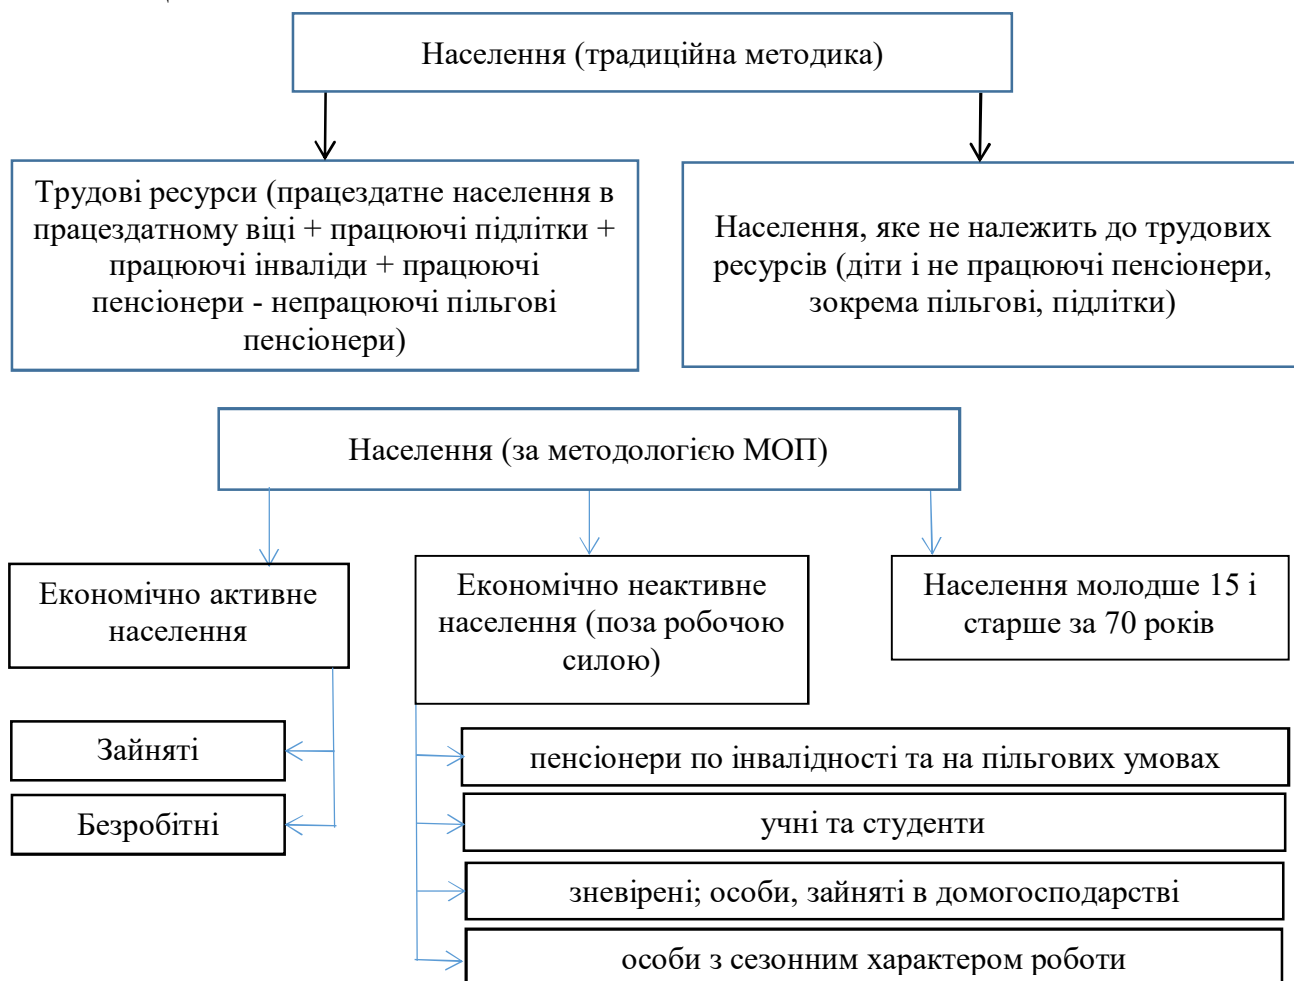 Населення (традиційна методика)
Трудові ресурси (працездатне населення в
працездатному віці + працюючі підлітки +
працюючі інваліди + працюючі
пенсіонери - непрацюючі пільгові
пенсіонери)
Населення, яке не належить до трудових
ресурсів (діти і не працюючі пенсіонери,
зокрема пільгові, підлітки)
Населення (за методологією МОП)
Економічно активне
населення
Економічно неактивне
населення (поза робочою
силою)
Населення молодше 15 і
старше за 70 років
Зайняті
Безробітні
пенсіонери по інвалідності та на пільгових умовах
учні та студенти
зневірені; особи, зайняті в домогосподарстві
особи з сезонним характером роботи